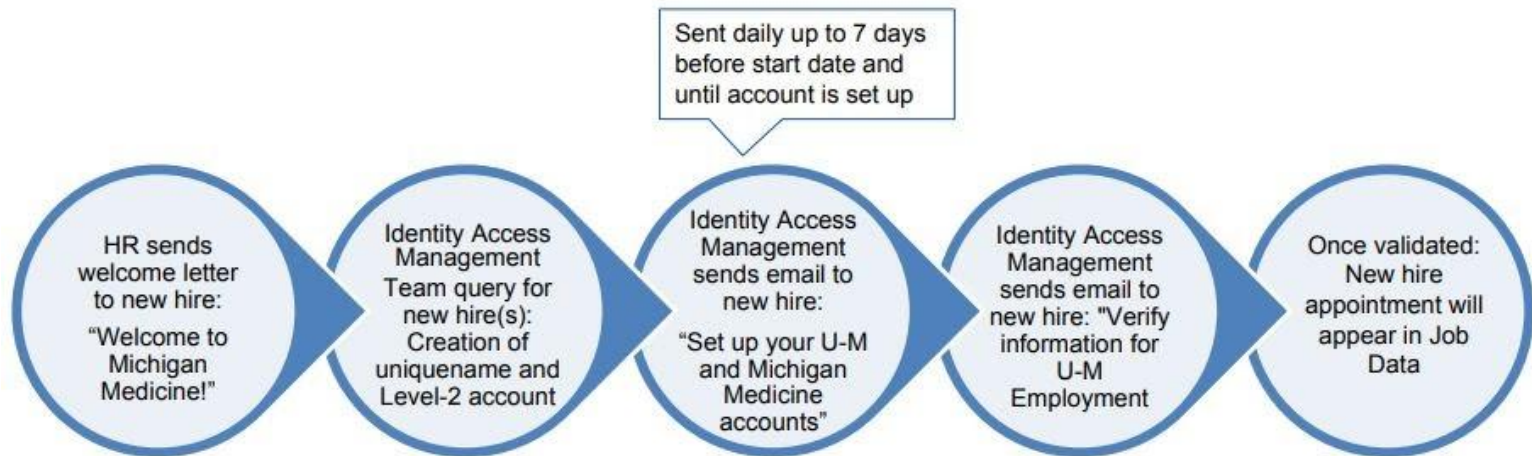 Sent daily up to 7 days
before start date and
until account is set up
HR sends
welcome letter
to new hire:
“Welcome to
Michigan
Medicine!”
Identity Access
Management
Team query for
new hire(s):
Creation of
uniquename and
Level-2 account
Identity Access
Management
sends email to
new hire:
“Set up your U-M
and Michigan
Medicine
accounts”
Identity Access
Management
sends email to
new hire: "Verify
information for
U-M
Employment
Once validated:
New hire
appointment will
appear in Job
Data